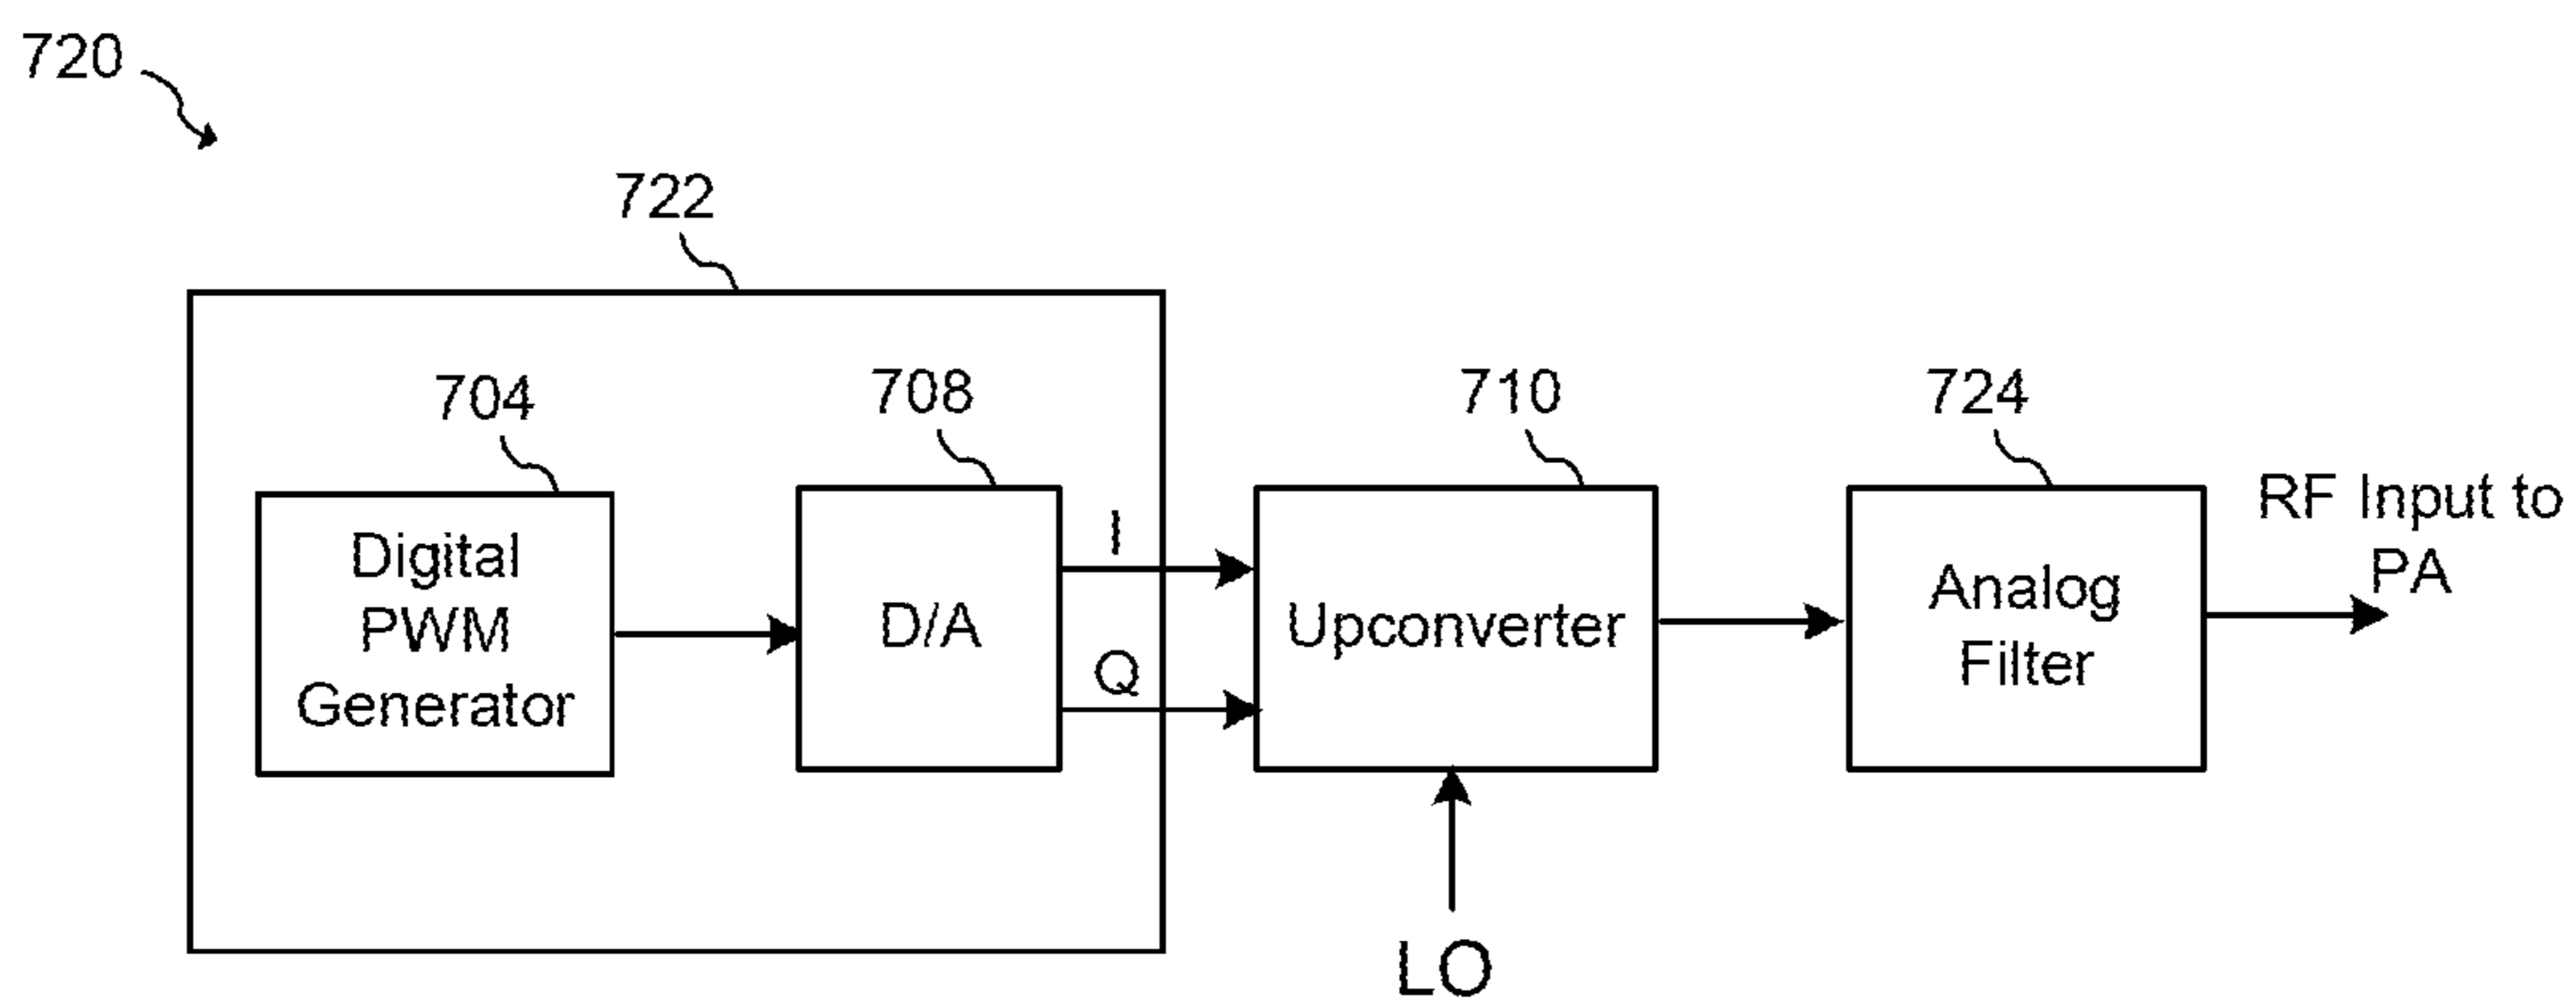 720
722
704
708
710
724
Digital
PWM
Generator
D/A
I
Q
Upconverter
Analog
Filter
RF Input to
PA
LO